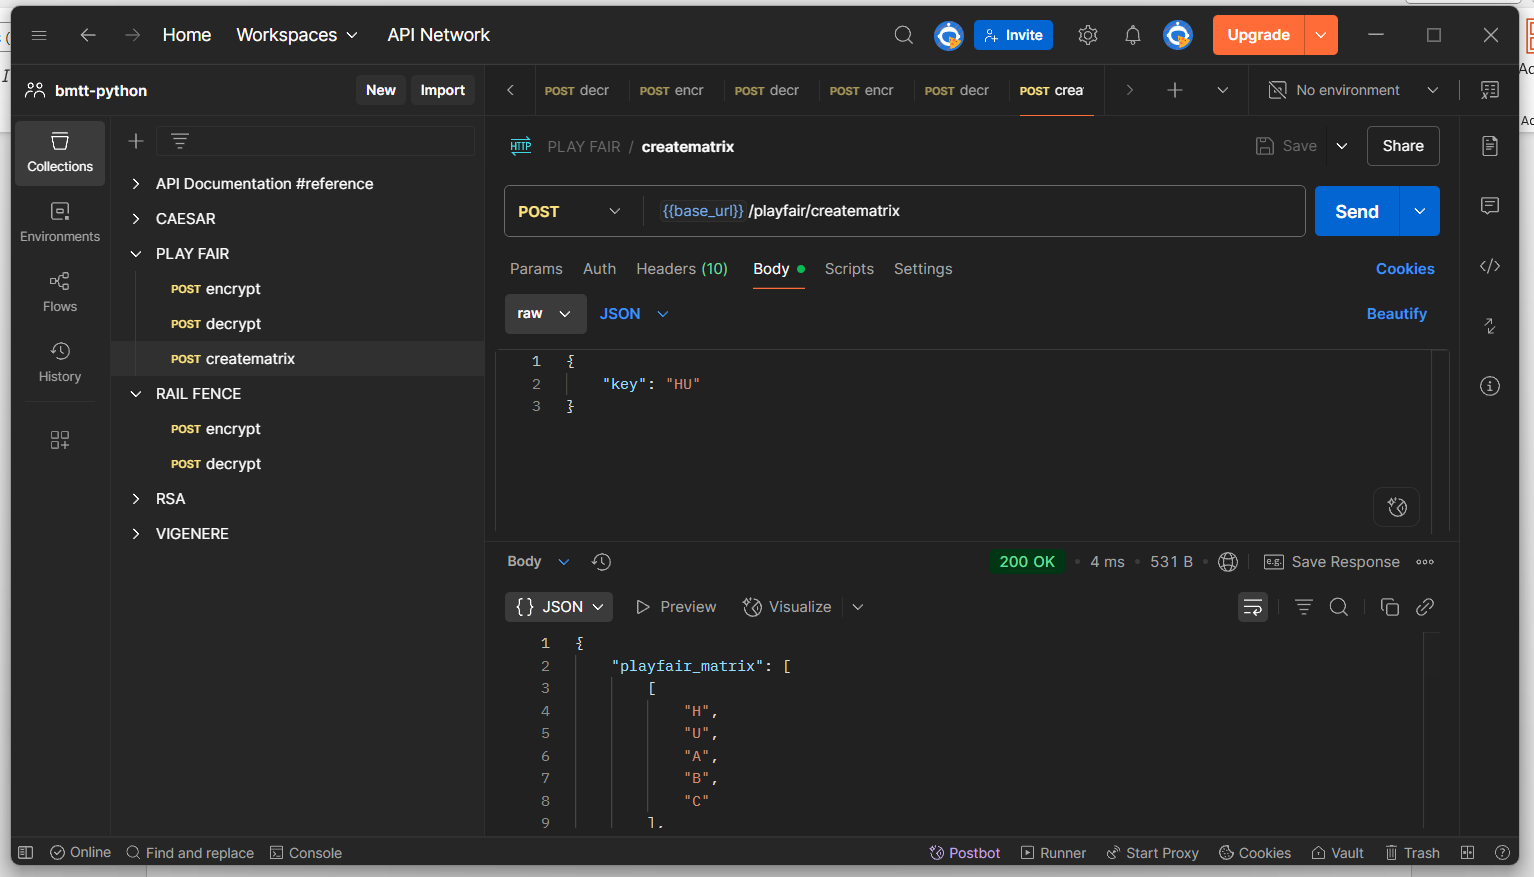 Home
Workspaces
API Network
Invite
Upgrade
bmtt-python
New
Import
POST decr
POST encr
POST decr
POST encr
POST decr
POST crea
No environment
Collections
Environments
Flows
History
API Documentation #reference
CAESAR
PLAY FAIR
POST encrypt
POST decrypt
POST creatematrix
RAIL FENCE
POST encrypt
POST decrypt
RSA
VIGENERE
HTTP PLAY FAIR / creatematrix
Save
Share
POST
{{base_url}} /playfair/creatematrix
Send
Params
Auth
Headers (10)
Body
Scripts
Settings
Cookies
raw
JSON
Beautify
1 {
2 "key": "HU"
3 }
Body
200 OK
4 ms
531 B
e.g. Save Response
{} JSON
Preview
Visualize
1 {
2 "playfair_matrix": [
3 [
4 "H",
5 "U",
6 "A",
7 "B",
8 "C"
9 ],
Online
Find and replace
Console
Postbot
Runner
Start Proxy
Cookies
Vault
Trash